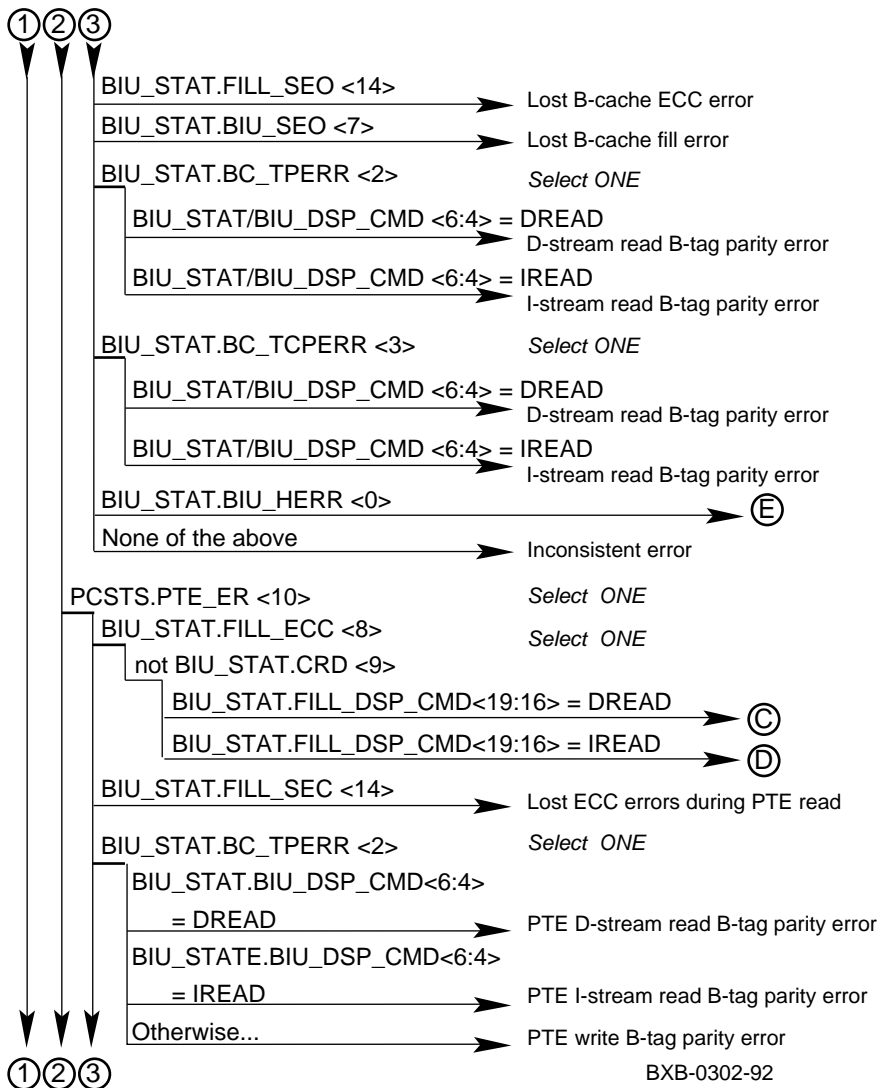 1 2 3
BIU_STAT.FILL_SEO <14>
Lost B-cache ECC error
BIU_STAT.BIU_SEO <7>
Lost B-cache fill error
BIU_STAT.BC_TPERR <2> Select ONE
BIU_STAT/BIU_DSP_CMD <6:4> = DREAD
D-stream read B-tag parity error
BIU_STAT/BIU_DSP_CMD <6:4> = IREAD
I-stream read B-tag parity error
BIU_STAT.BC_TCPERR <3> Select ONE
BIU_STAT/BIU_DSP_CMD <6:4> = DREAD
D-stream read B-tag parity error
BIU_STAT/BIU_DSP_CMD <6:4> = IREAD
I-stream read B-tag parity error
BIU_STAT.BIU_HERR <0> E
None of the above
Inconsistent error
PCSTS.PTE_ER <10> Select ONE
BIU_STAT.FILL_ECC <8> Select ONE
not BIU_STAT.CRD <9>
BIU_STAT.FILL_DSP_CMD<19:16> = DREAD C
BIU_STAT.FILL_DSP_CMD<19:16> = IREAD D
BIU_STAT.FILL_SEC <14>
Lost ECC errors during PTE read
BIU_STAT.BC_TPERR <2> Select ONE
BIU_STAT.BIU_DSP_CMD<6:4>
= DREAD PTE D-stream read B-tag parity error
BIU_STATE.BIU_DSP_CMD<6:4>
= IREAD PTE I-stream read B-tag parity error
Otherwise... PTE write B-tag parity error
1 2 3 BXB-0302-92